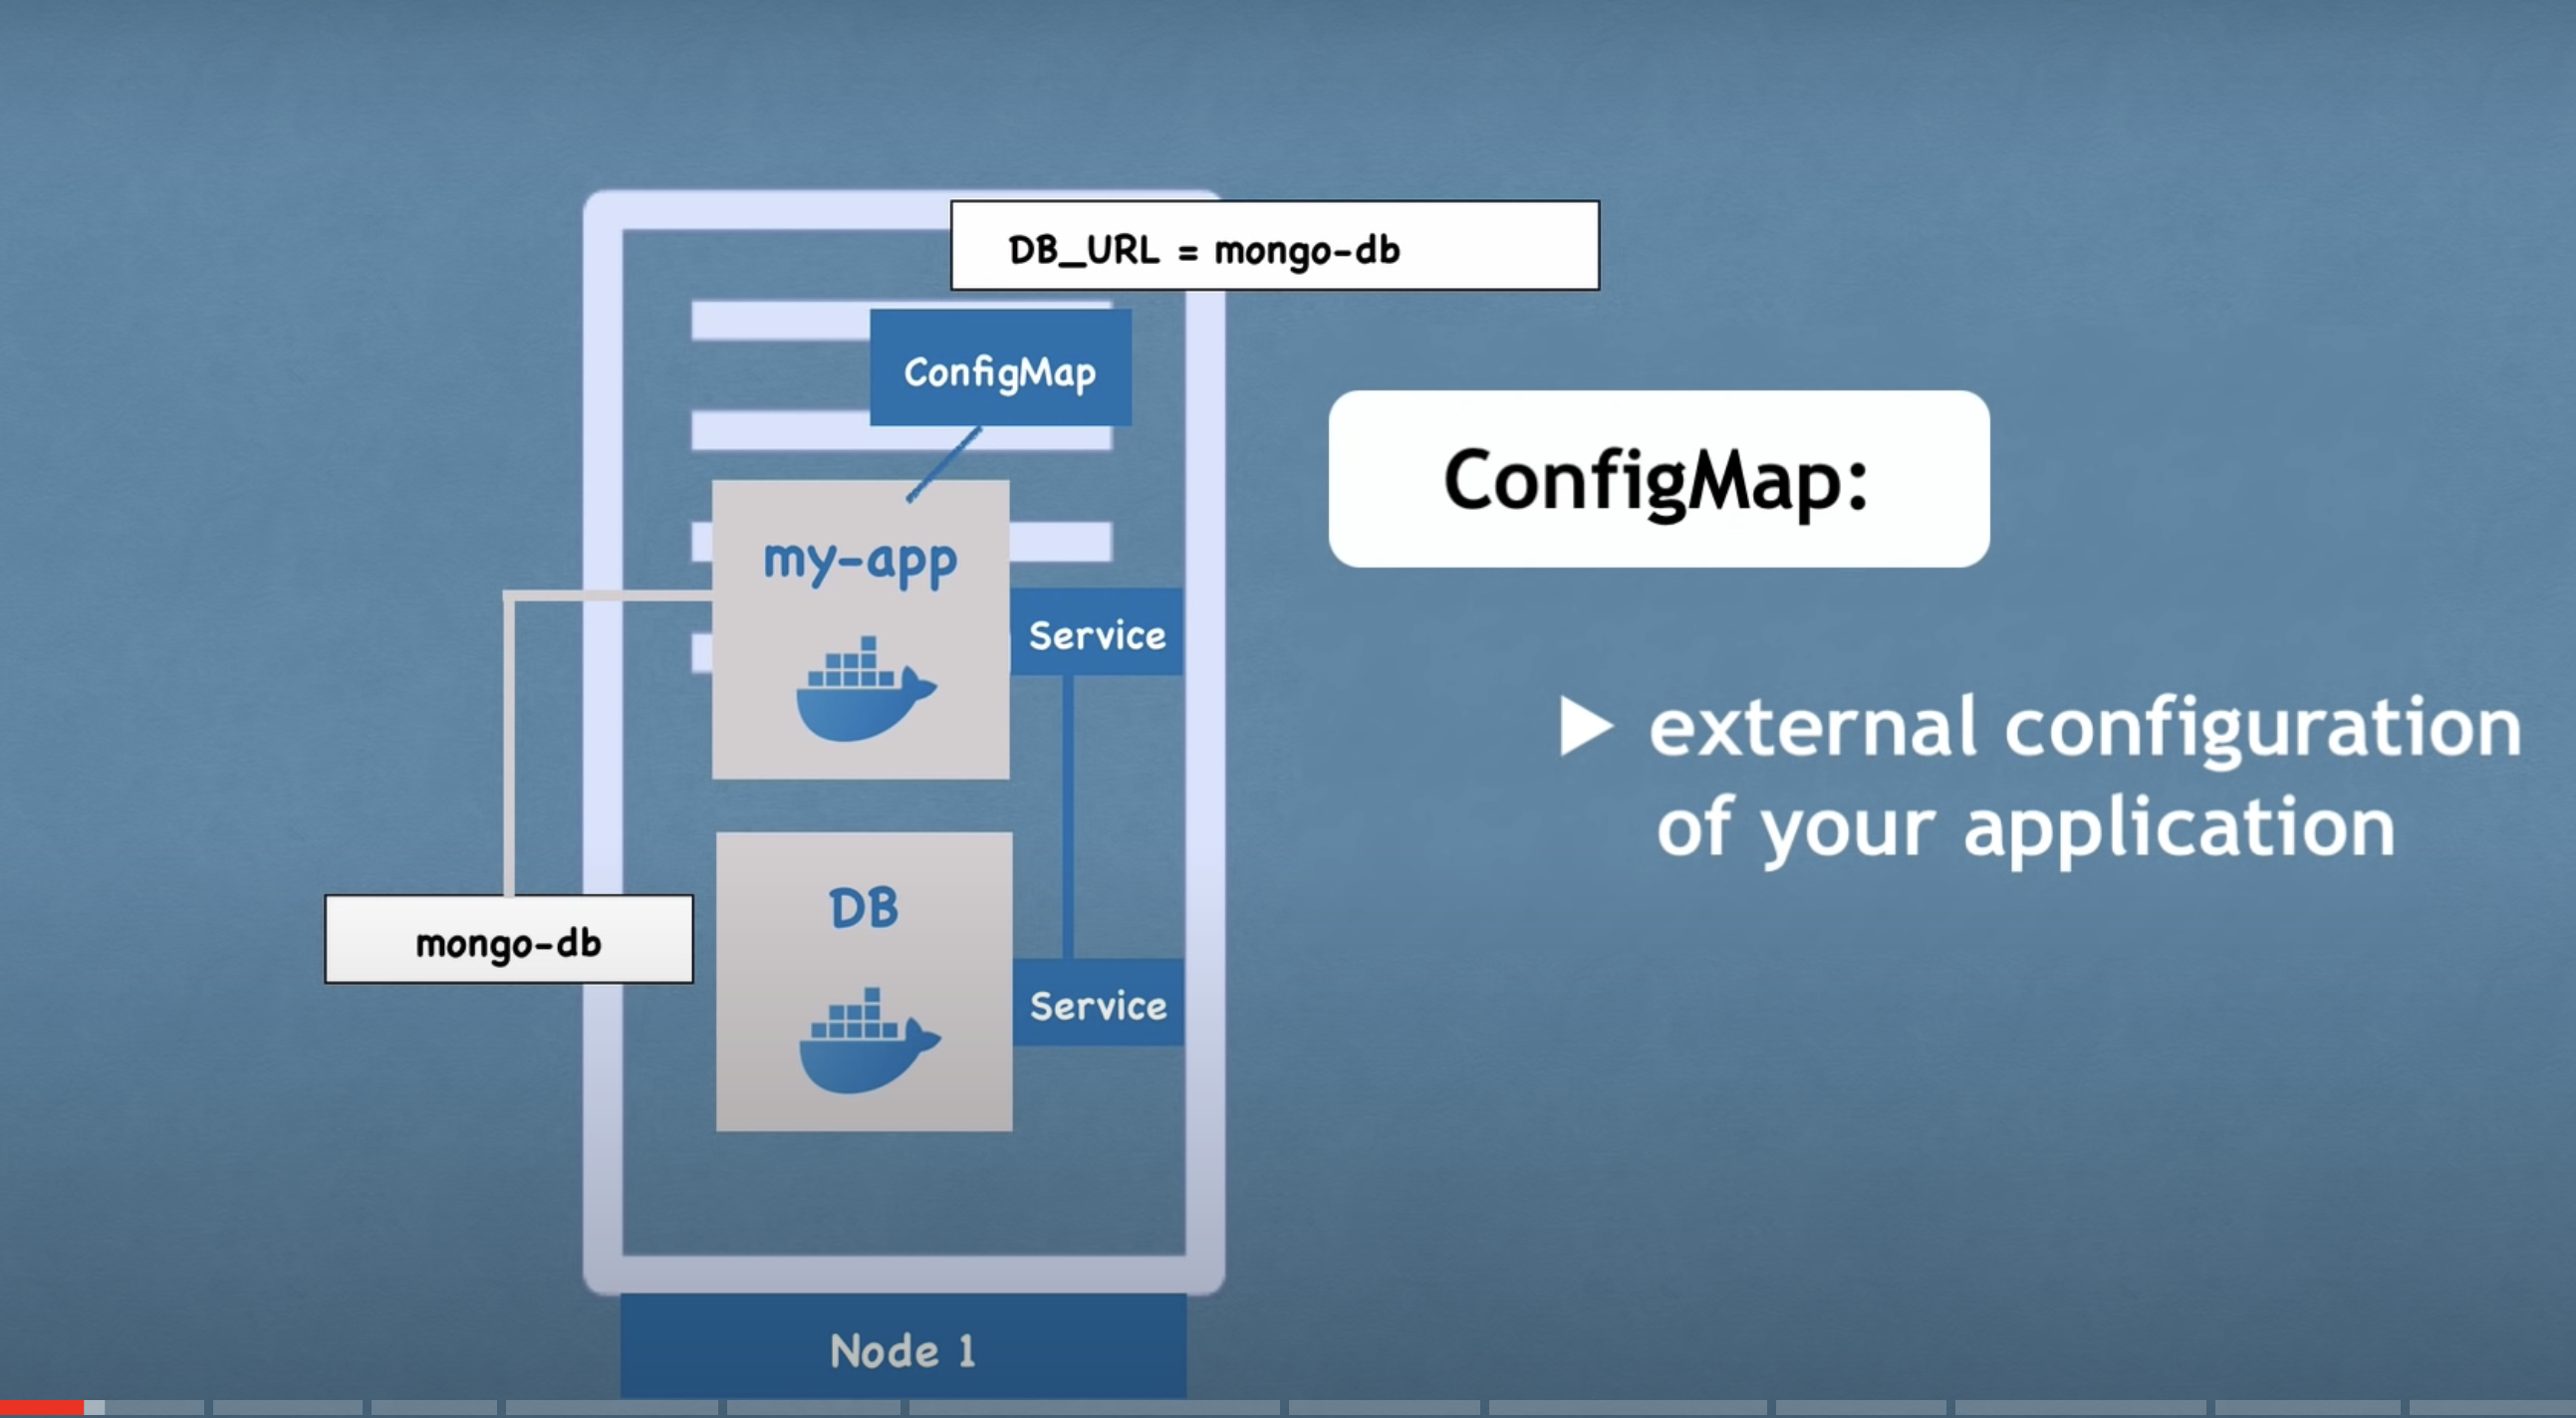 DB_URL = mongo-db
ConfigMap
ConfigMap:
my-app
Service
external configuration
of your application
DB
mongo-db
Service
Node 1